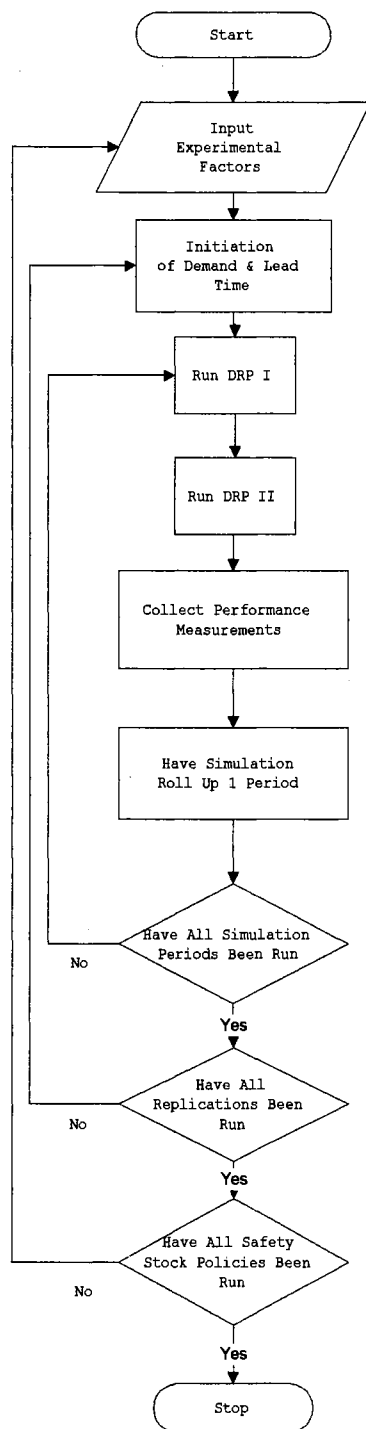 Start
Input
Experimental
Factors
Initiation
of Demand & Lead
Time
Run DRP I
Run DRP II
Collect Performance
Measurements
Have Simulation
Roll Up 1 Period
Have All Simulation
Periods Been Run
No
Yes
Have All
Replications Been
Run
No
Yes
Have All Safety
Stock Policies Been
Run
No
Yes
Stop